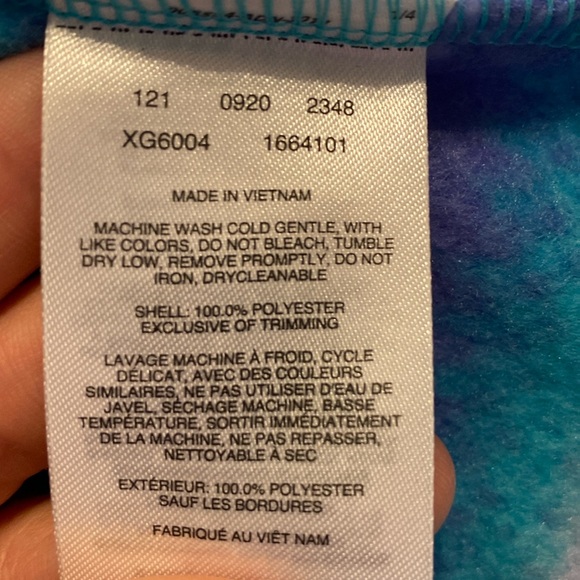 1/4
121 0920 2348
XG6004 1664101
MADE IN VIETNAM
MACHINE WASH COLD GENTLE, WITH
LIKE COLORS, DO NOT BLEACH, TUMBLE
DRY LOW, REMOVE PROMPTLY, DO NOT
IRON, DRYCLEANABLE
SHELL: 100.0% POLYESTER
EXCLUSIVE OF TRIMMING
LAVAGE MACHINE À FROID, CYCLE
DÉLICAT, AVEC DES COULEURS
SIMILAIRES, NE PAS UTILISER D'EAU DE
JAVEL, SÉCHAGE MACHINE, BASSE
TEMPÉRATURE, SORTIR IMMÉDIATEMENT
DE LA MACHINE, NE PAS REPASSER,
NETTOYABLE À SEC
EXTÉRIEUR: 100.0% POLYESTER
SAUF LES BORDURES
FABRIQUÉ AU VIÊT NAM